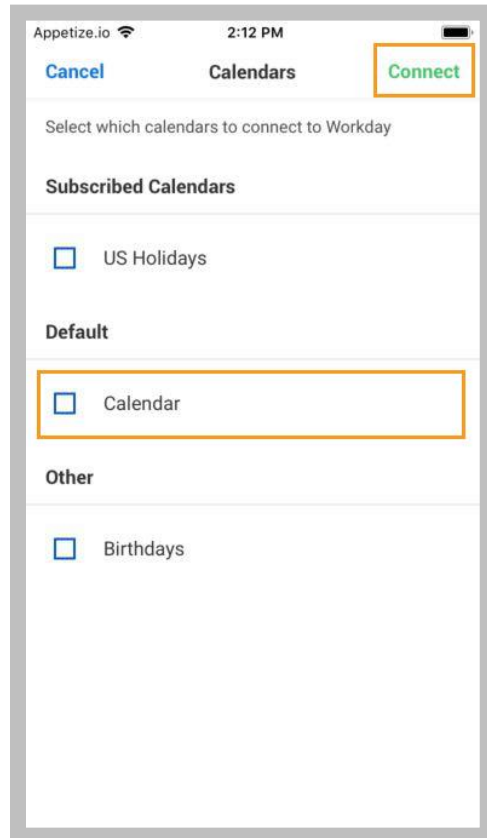 Appetize.io 2:12 PM
Cancel Calendars Connect
Select which calendars to connect to Workday
Subscribed Calendars
US Holidays
Default
Calendar
Other
Birthdays